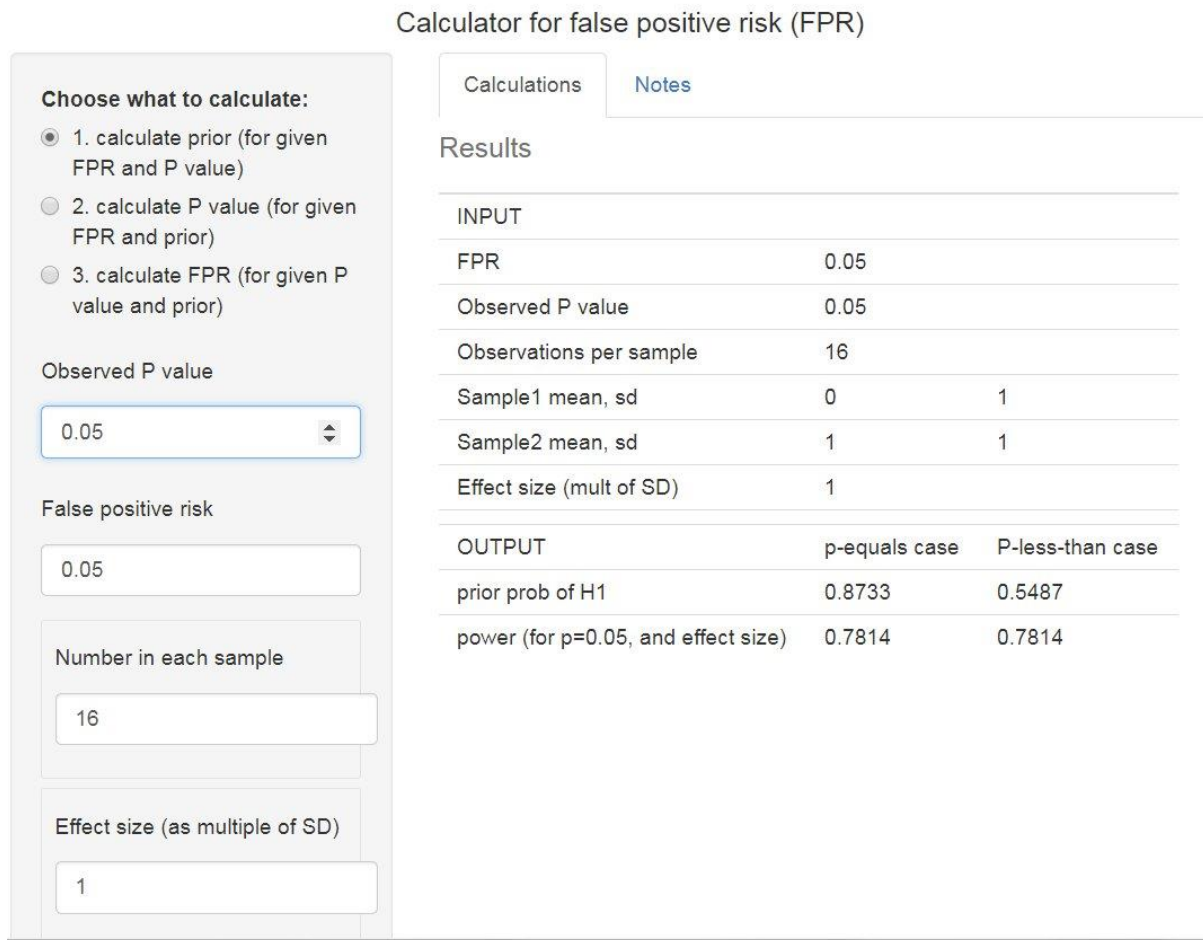 Calculator for false positive risk (FPR)
Choose what to calculate:
1. calculate prior (for given
FPR and P value)
2. calculate P value (for given
FPR and prior)
3. calculate FPR (for given P
value and prior)
Observed P value
0.05
False positive risk
0.05
Number in each sample
16
Effect size (as multiple of SD)
1
Calculations Notes
Results
INPUT
FPR 0.05
Observed P value 0.05
Observations per sample 16
Sample1 mean, sd 0 1
Sample2 mean, sd 1 1
Effect size (mult of SD) 1
OUTPUT p-equals case P-less-than case
prior prob of H1 0.8733 0.5487
power (for p=0.05, and effect size) 0.7814 0.7814